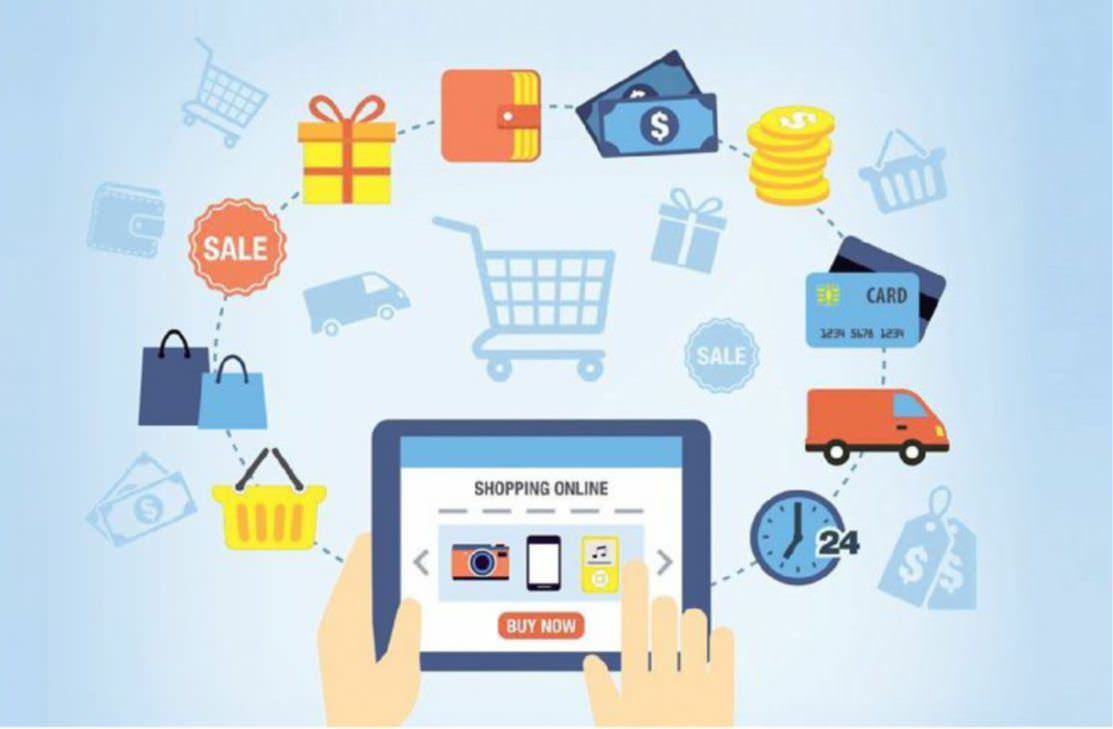 $
$
SALE
CARD
1234 5678 1234
SALE
SHOPPING ONLINE
$
24
$ $
BUY NOW